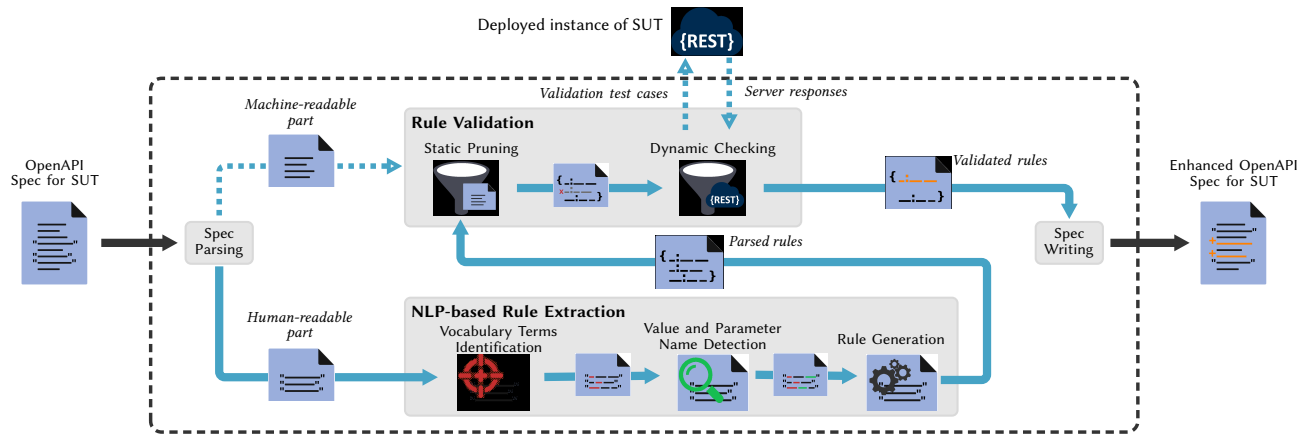 Deployed instance of SUT
{REST}
Validation test cases
Server responses
Machine-readable
part
Rule Validation
Static Pruning
Dynamic Checking
{REST}
Validated rules
OpenAPI
Spec for SUT
Enhanced OpenAPI
Spec for SUT
Spec
Parsing
Spec
Writing
Parsed rules
Human-readable
part
NLP-based Rule Extraction
Vocabulary Terms
Identification
Value and Parameter
Name Detection
Rule Generation